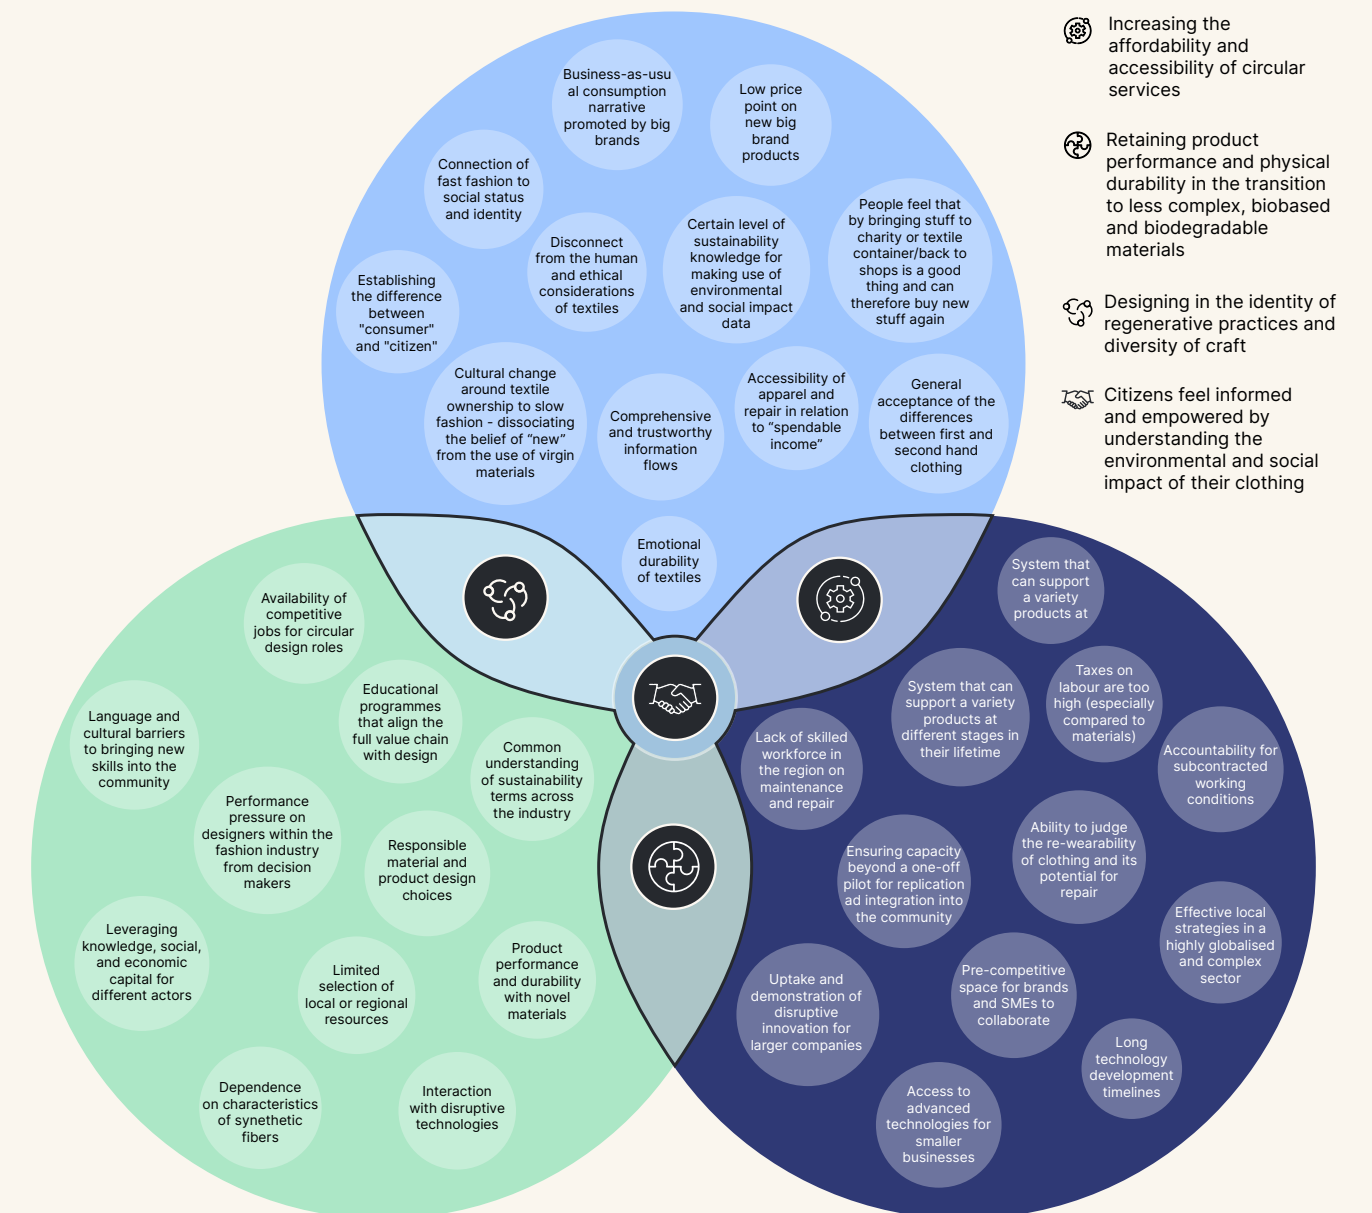 Business-as-usu
al consumption
narrative
promoted by big
brands
Low price
point on
new big
brand
products
Connection of
fast fashion to
social status
and identity
Disconnect
from the human
and ethical
considerations
of textiles
Certain level of
sustainability
knowledge for
making use of
environmental
and social impact
data
People feel that
by bringing stuff to
charity or textile
container/back to
shops is a good
thing and can
therefore buy new
stuff again
Establishing
the difference
between
"consumer"
and "citizen"
Cultural change
around textile
ownership to slow
fashion - dissociating
the belief of “new”
from the use of virgin
materials
Comprehensive
and trustworthy
information
flows
Accessibility of
apparel and
repair in relation
to “spendable
income”
General
acceptance of the
differences
between first and
second hand
clothing
Emotional
durability
of textiles
Increasing the
affordability and
accessibility of circular
services
Retaining product
performance and physical
durability in the transition
to less complex, biobased
and biodegradable
materials
Designing in the identity of
regenerative practices and
diversity of craft
Citizens feel informed
and empowered by
understanding the
environmental and social
impact of their clothing
Availability of
competitive
jobs for circular
design roles
Language and
cultural barriers
to bringing new
skills into the
community
Educational
programmes
that align the
full value chain
with design
Common
understanding
of sustainability
terms across
the industry
Performance
pressure on
designers within the
fashion industry
from decision
makers
Responsible
material and
product design
choices
Leveraging
knowledge, social,
and economic
capital for
different actors
Limited
selection of
local or regional
resources
Product
performance
and durability
with novel
materials
Dependence
on characteristics
of synethetic
fibers
Interaction
with disruptive
technologies
System that
can support
a variety
products at
System that can
support a variety
products at
different stages in
their lifetime
Taxes on
labour are too
high (especially
compared to
materials)
Lack of skilled
workforce in
the region on
maintenance
and repair
Accountability for
subcontracted
working
conditions
Ensuring capacity
beyond a one-off
pilot for replication
ad integration into
the community
Ability to judge
the re-wearability
of clothing and its
potential for
repair
Effective local
strategies in a
highly globalised
and complex
sector
Uptake and
demonstration of
disruptive
innovation for
larger companies
Pre-competitive
space for brands
and SMEs to
collaborate
Long
technology
development
timelines
Access to
advanced
technologies for
smaller
businesses